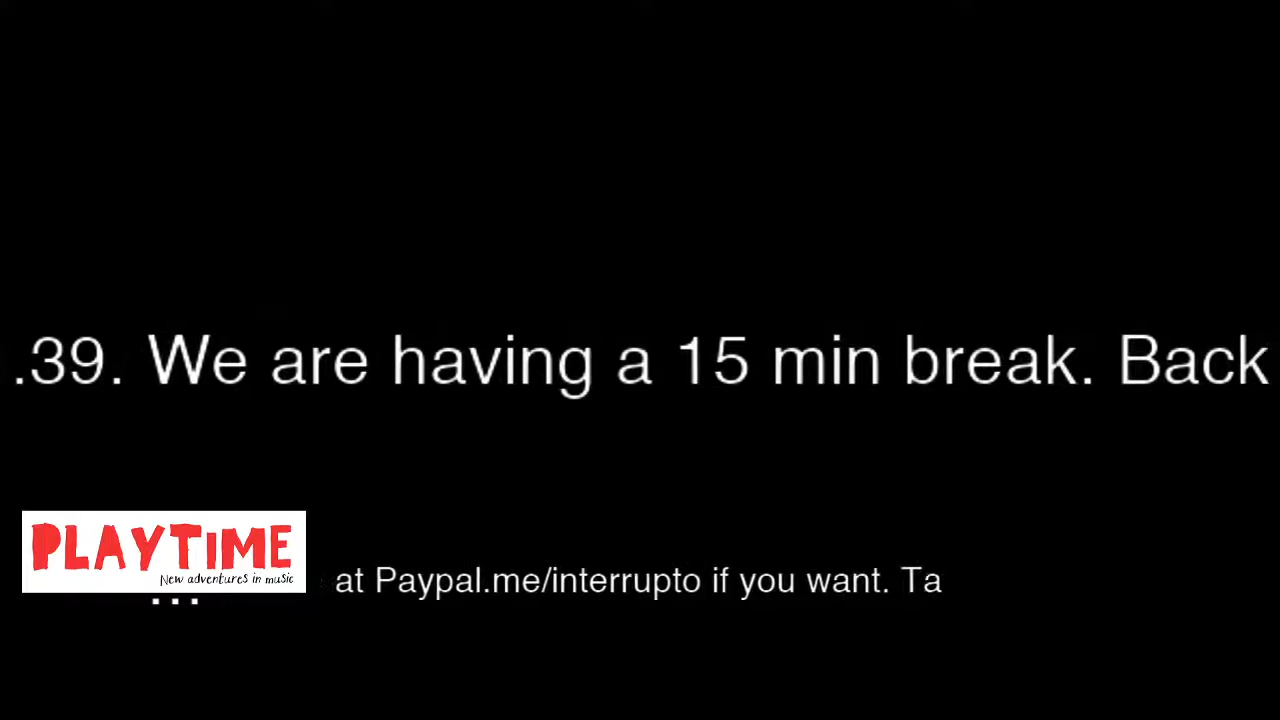 .39. We are having a 15 min break. Back
PLAYTIME
New adventures in music
at Paypal.me/interrupto if you want. Ta
...